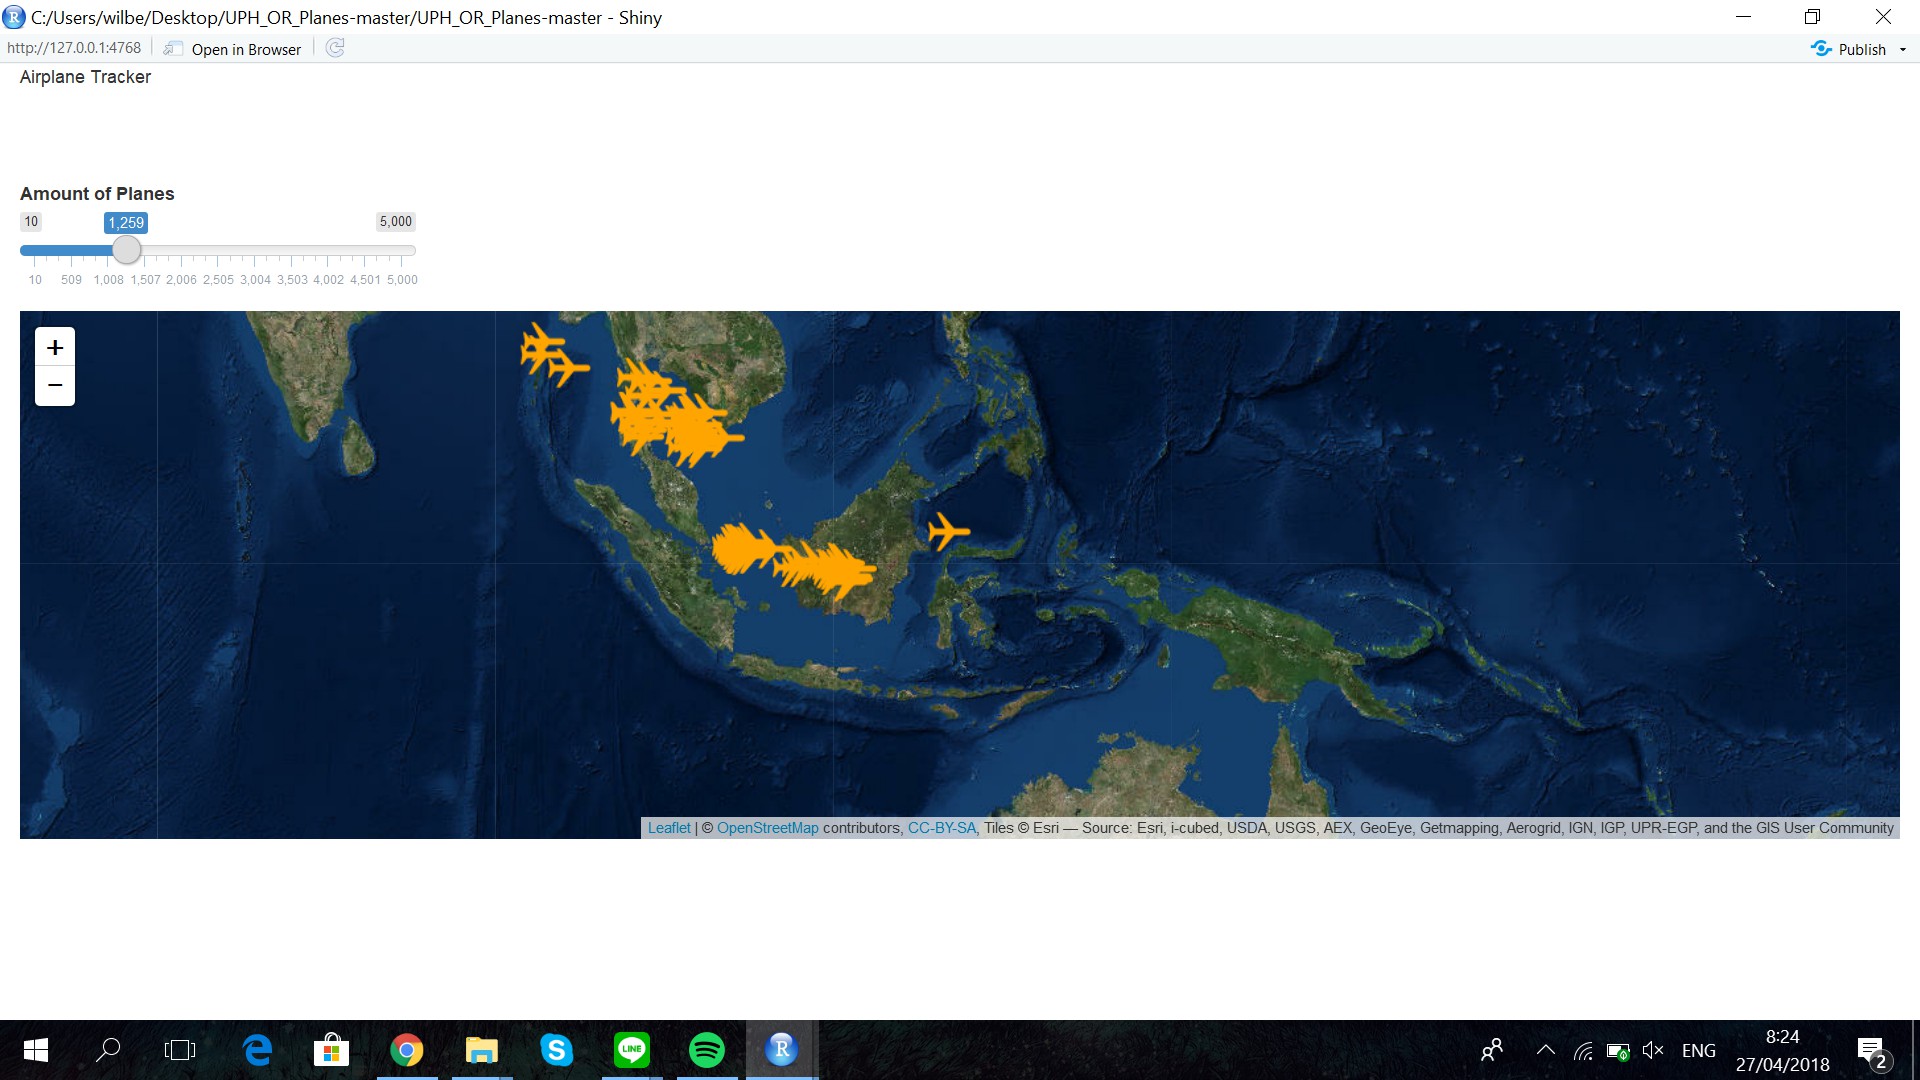 C:/Users/wilbe/Desktop/UPH_OR_Planes-master/UPH_OR_Planes-master - Shiny
http://127.0.0.1:4768 Open in Browser Publish
Airplane Tracker
Amount of Planes
10 1,259 5,000
10 509 1,008 1,507 2,006 2,505 3,004 3,503 4,002 4,501 5,000
+
−
Leaflet | © OpenStreetMap contributors, CC-BY-SA, Tiles © Esri — Source: Esri, i-cubed, USDA, USGS, AEX, GeoEye, Getmapping, Aerogrid, IGN, IGP, UPR-EGP, and the GIS User Community
LINE
R
ENG
8:24
27/04/2018
2